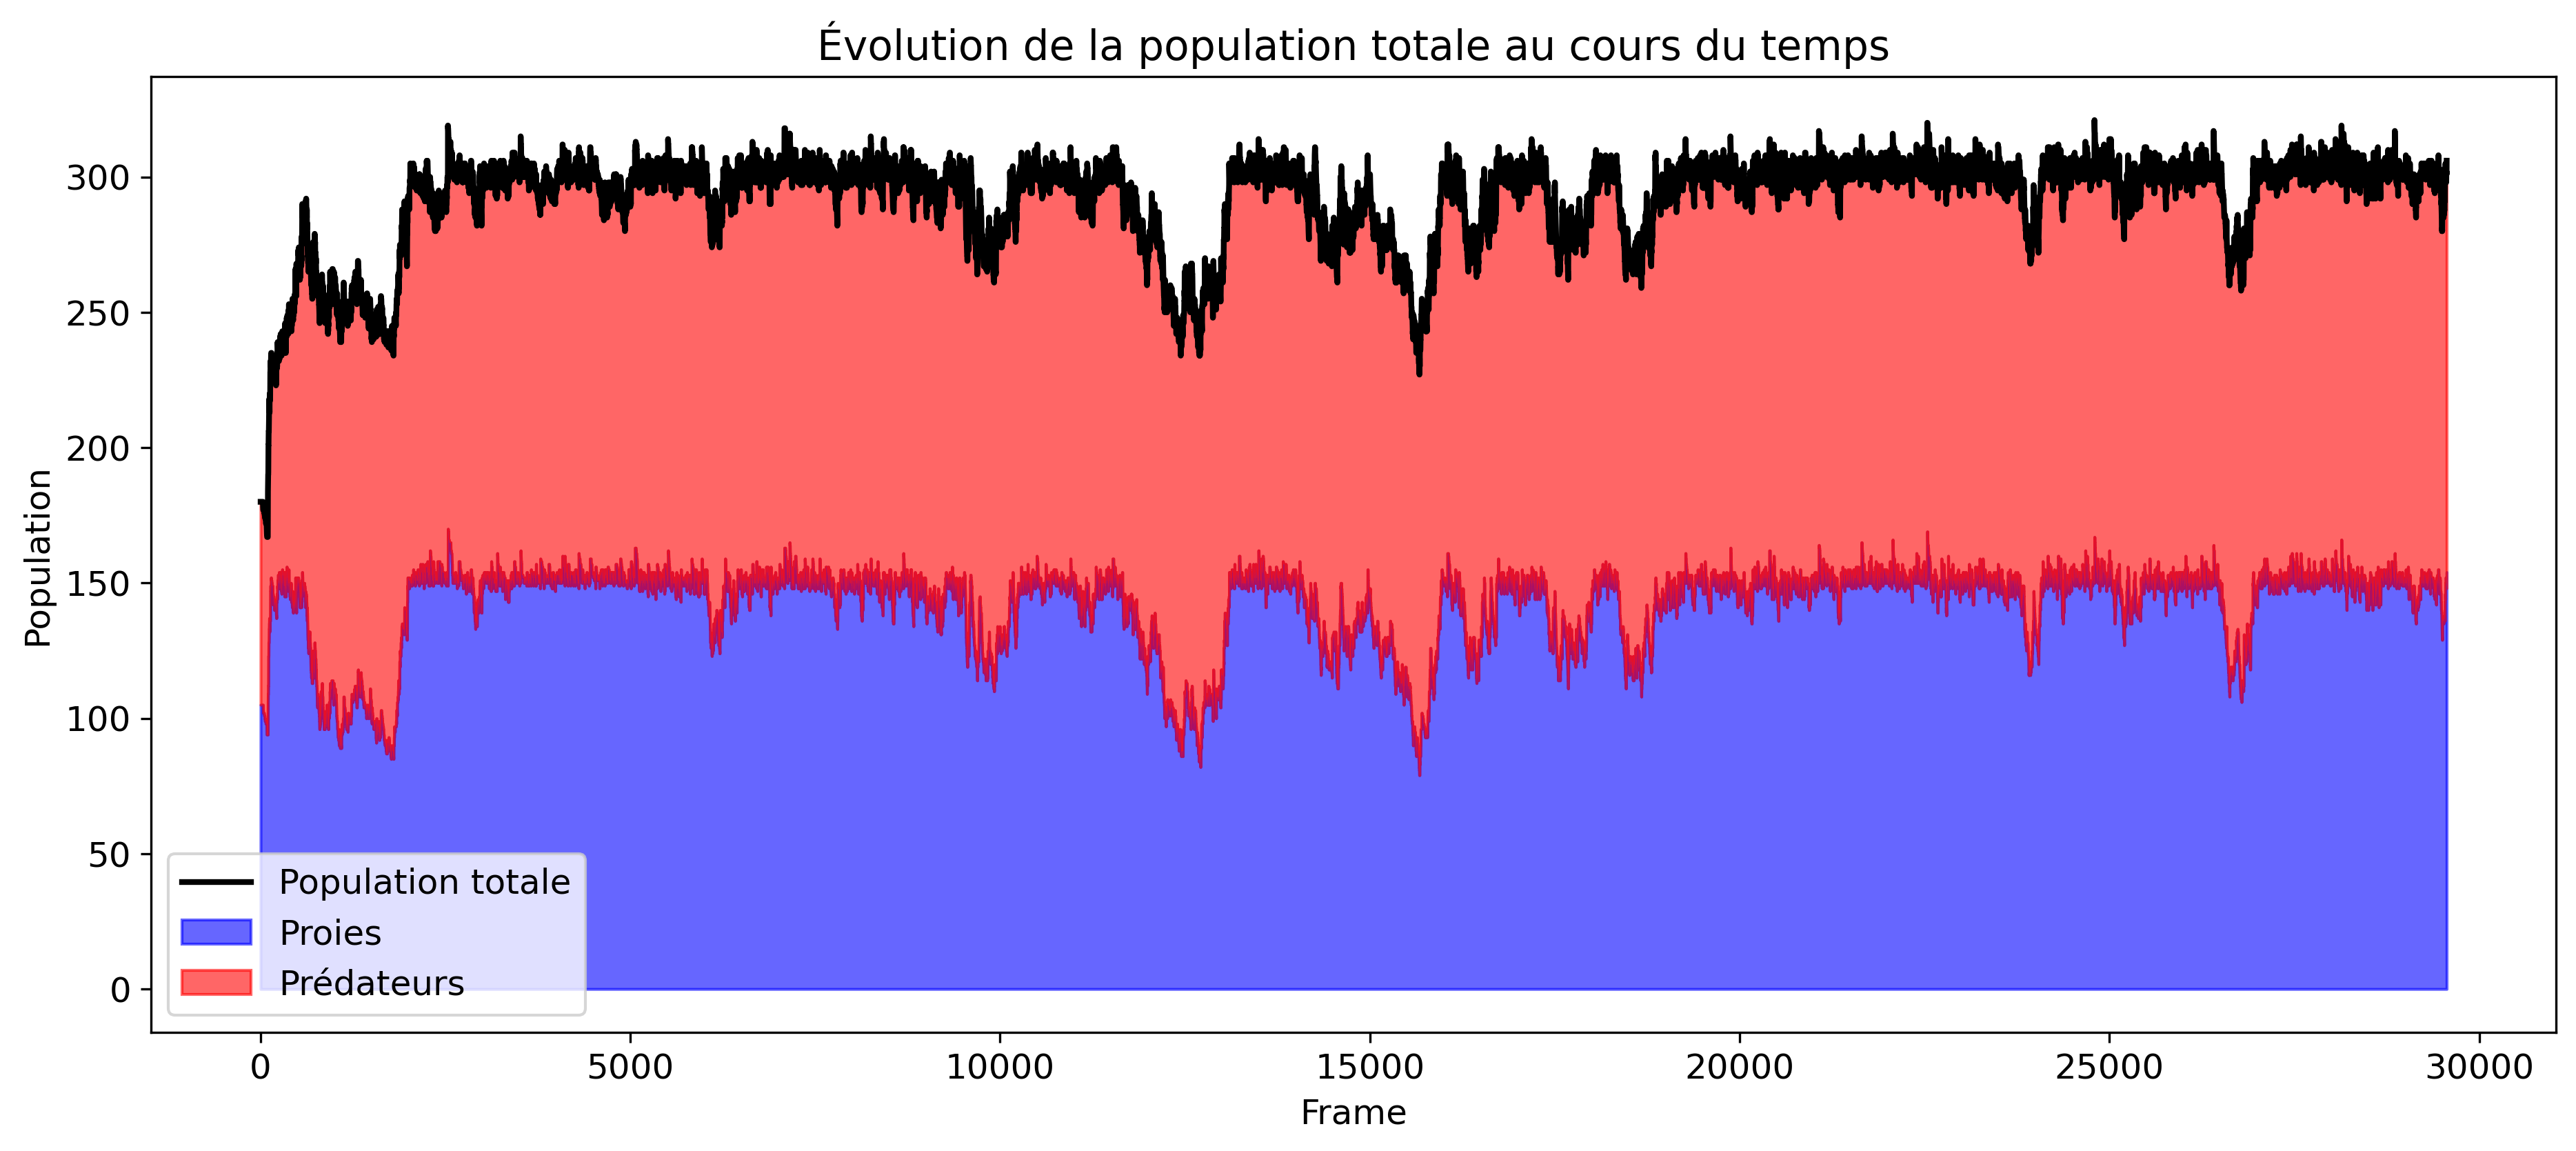 Évolution de la population totale au cours du temps
Population
300
250
200
150
100
50
0
Population totale
Proies
Prédateurs
0 5000 10000 15000 20000 25000 30000
Frame